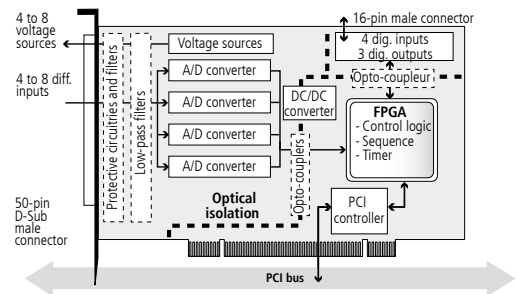 4 to 8
voltage
sources
4 to 8 diff.
inputs
50-pin
D-Sub
male
connector
Protective circuitries and filters
Low-pass filters
Voltage sources
A/D converter
A/D converter
A/D converter
A/D converter
Optical
isolation
DC/DC
converter
Opto-couplers
16-pin male connector
4 dig. inputs
3 dig. outputs
Opto-coupleur
FPGA
- Control logic
- Sequence
- Timer
PCI
controller
PCI bus